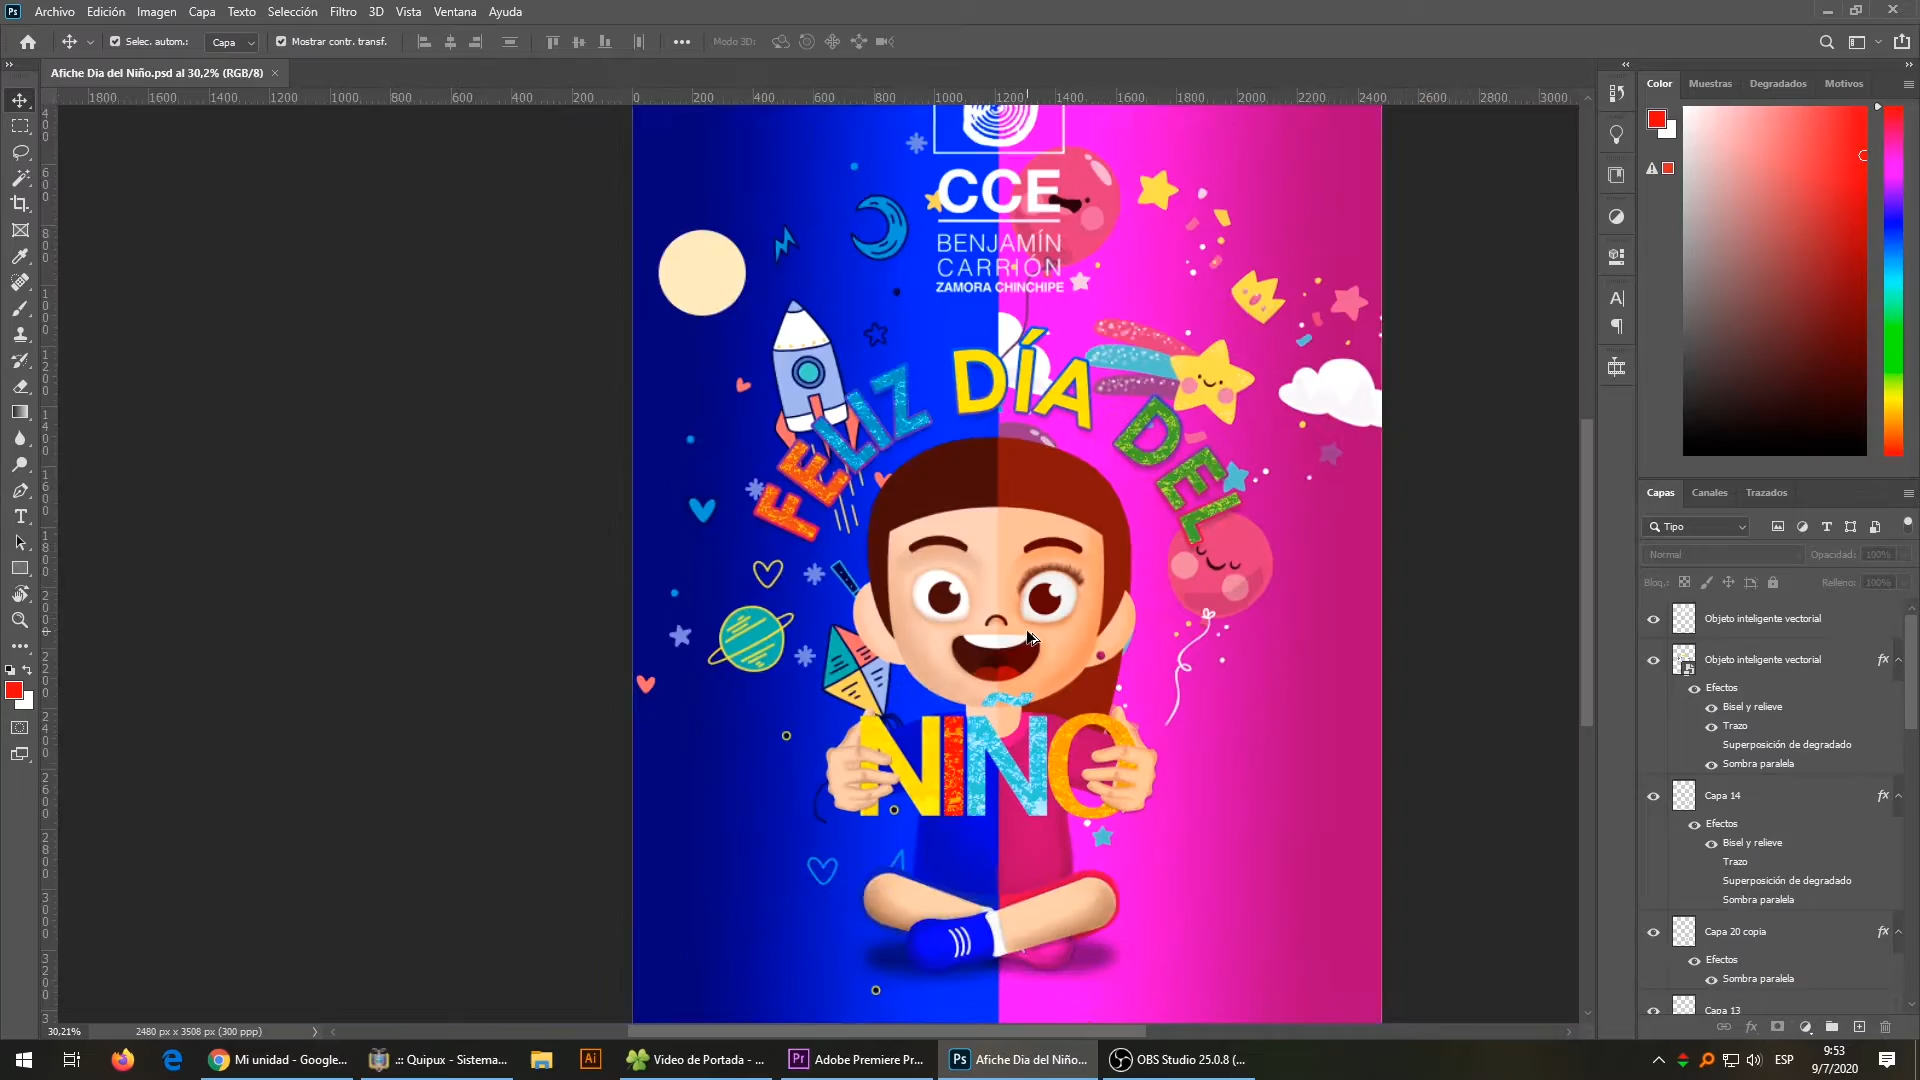 Ps
Archivo Edición Imagen Capa Texto Selección Filtro 3D Vista Ventana Ayuda
Selec. autom.: Capa Mostrar contr. transf. Modo 3D:
Afiche Dia del Niño.psd al 30,2% (RGB/8)
1800 1600 1400 1200 1000 800 600 400 200 0 200 400 600 800 1000 1200 1400 1600 1800 2000 2200 2400 2600 2800 3000
CCE
BENJAMÍN
CARRIÓN
ZAMORA CHINCHIPE
FELIZ DÍA DEL
NIÑO
Color Muestras Degradados Motivos
Capas Canales Trazados
Tipo
Normal Opacidad: 100%
Bloq.: Relleno: 100%
Objeto inteligente vectorial
Objeto inteligente vectorial fx
Efectos
Bisel y relieve
Trazo
Superposición de degradado
Sombra paralela
Capa 14 fx
Efectos
Bisel y relieve
Trazo
Superposición de degradado
Sombra paralela
Capa 20 copia fx
Efectos
Sombra paralela
Capa 13
30,21% 2480 px x 3508 px (300 ppp)
Mi unidad - Google...
.:: Quipux - Sistema...
Ai
Video de Portada - ...
Pr Adobe Premiere Pr...
Ps Afiche Dia del Niño...
OBS Studio 25.0.8 (...
ESP
9:53
9/7/2020